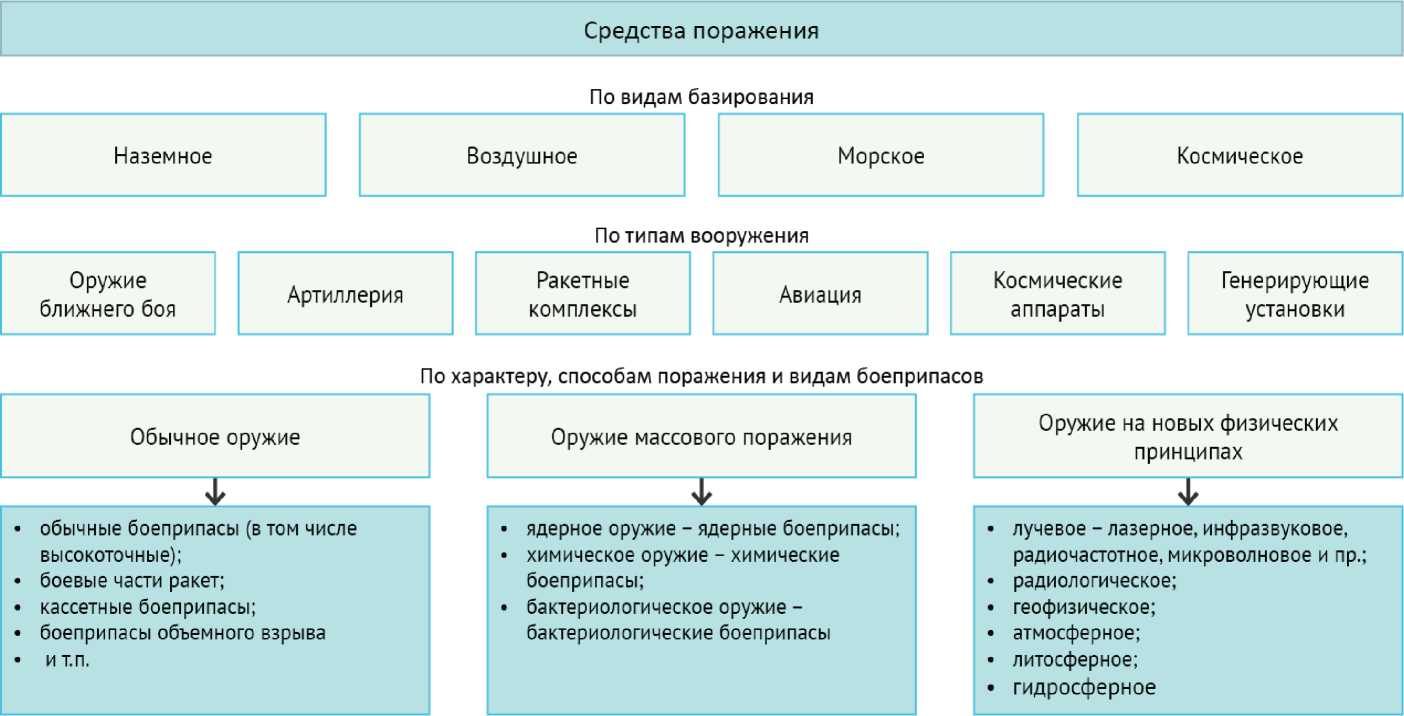 Средства поражения
По видам базирования
Наземное
Воздушное
Морское
Космическое
По типам вооружения
Оружие
ближнего боя
Артиллерия
Ракетные
комплексы
Авиация
Космические
аппараты
Генерирующие
установки
По характеру, способам поражения и видам боеприпасов
Обычное оружие
• обычные боеприпасы (в том числе
высокоточные);
• боевые части ракет;
• кассетные боеприпасы;
• боеприпасы объемного взрыва
• и т.п.
Оружие массового поражения
• ядерное оружие – ядерные боеприпасы;
• химическое оружие – химические
боеприпасы;
• бактериологическое оружие –
бактериологические боеприпасы
Оружие на новых физических
принципах
• лучевое – лазерное, инфразвуковое,
радиочастотное, микроволновое и пр.;
• радиологическое;
• геофизическое;
• атмосферное;
• литосферное;
• гидросферное